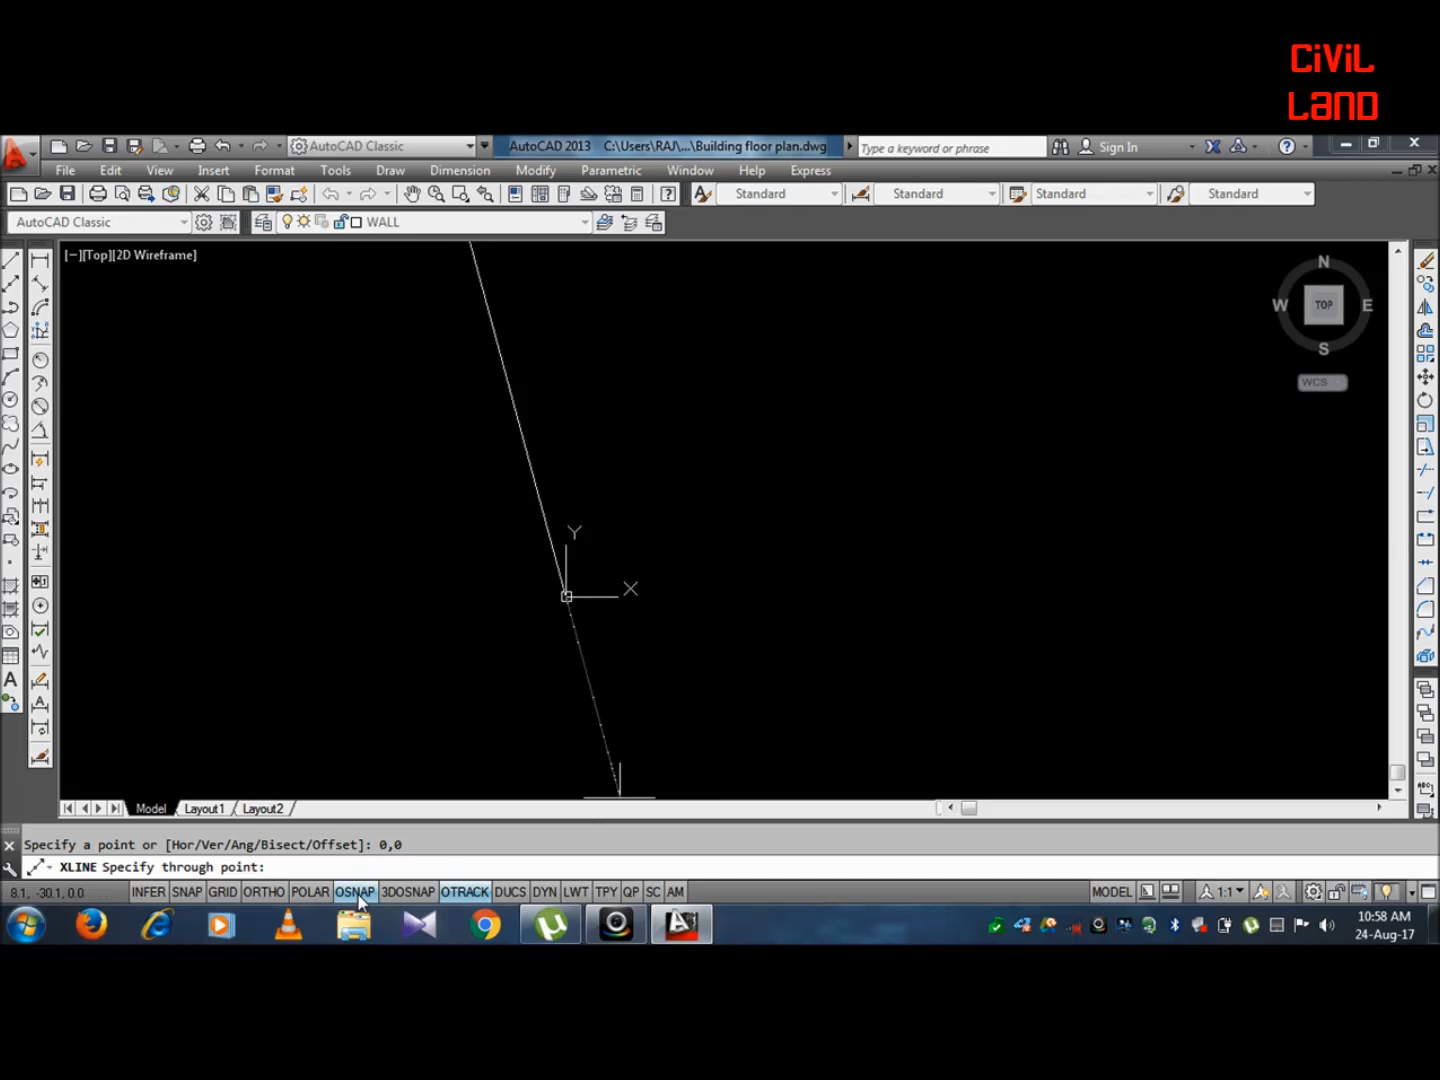 CiViL
LanD
AutoCAD Classic
AutoCAD 2013 C:\Users\RAJ\...\Building floor plan.dwg
Type a keyword or phrase
Sign In
File Edit View Insert Format Tools Draw Dimension Modify Parametric Window Help Express
Standard Standard Standard Standard
AutoCAD Classic WALL
[−][Top][2D Wireframe]
N
W TOP E
S
WCS
Y
X
Model Layout1 Layout2
Specify a point or [Hor/Ver/Ang/Bisect/Offset]: 0,0
XLINE Specify through point:
8.1, -30.1, 0.0 INFER SNAP GRID ORTHO POLAR OSNAP 3DOSNAP OTRACK DUCS DYN LWT TPY QP SC AM MODEL 1:1
10:58 AM
24-Aug-17